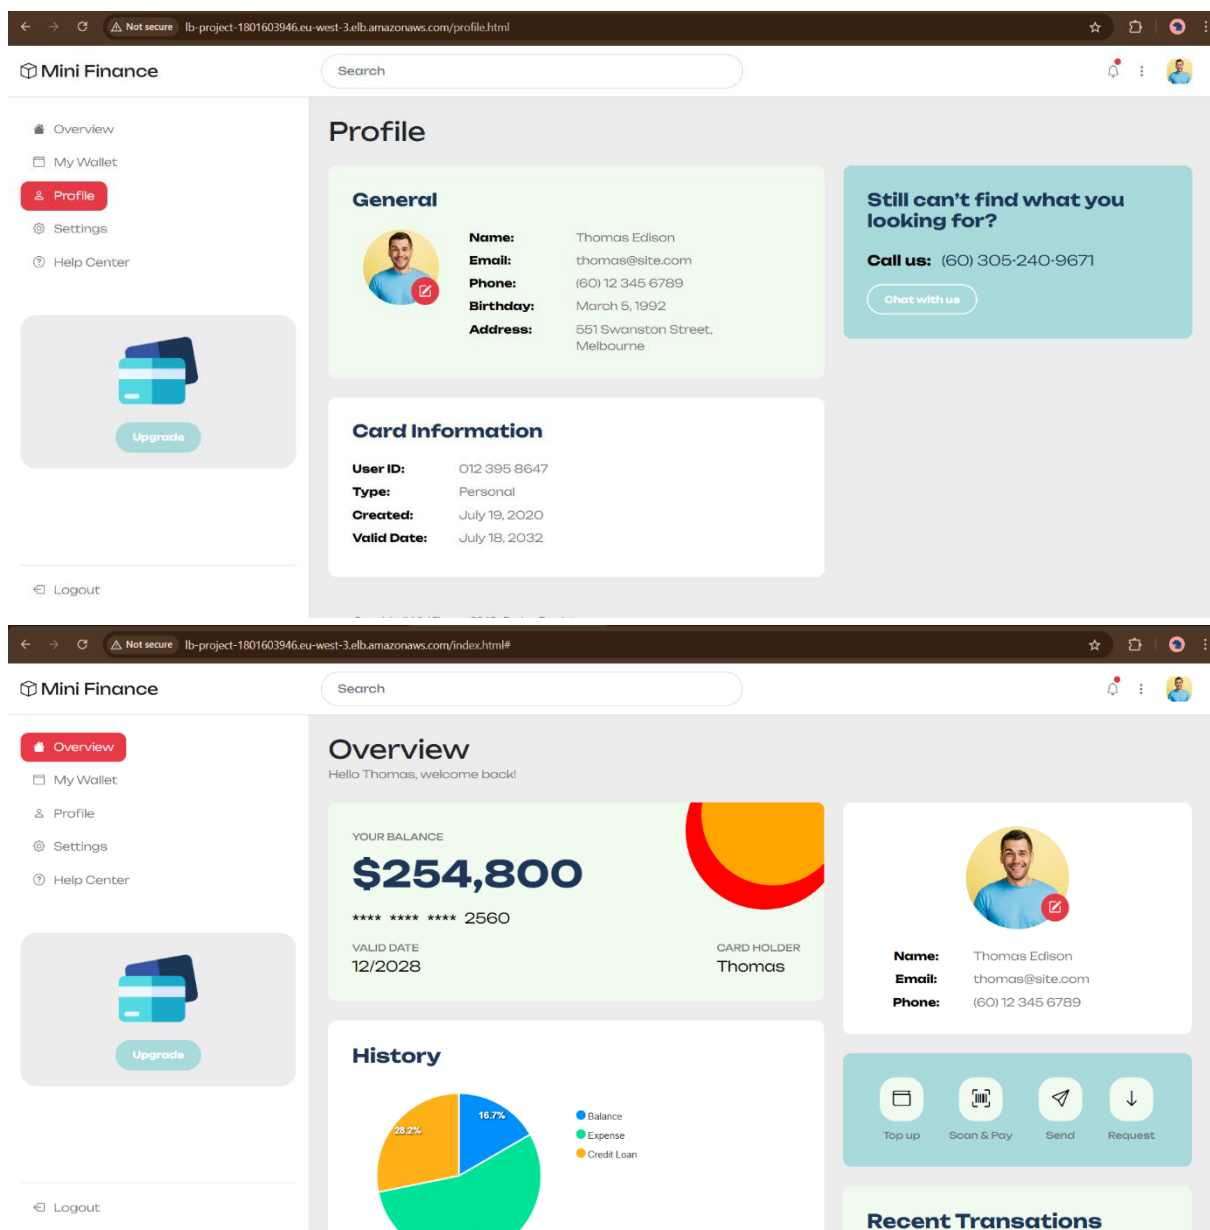 Not secure lb-project-1801603946.eu-west-3.elb.amazonaws.com/profile.html
Mini Finance
Search
Overview
My Wallet
Profile
Settings
Help Center
Upgrade
Logout
Profile
General
Name: Thomas Edison
Email: thomas@site.com
Phone: (60) 12 345 6789
Birthday: March 5, 1992
Address: 551 Swanston Street,
Melbourne
Card Information
User ID: 012 395 8647
Type: Personal
Created: July 19, 2020
Valid Date: July 18, 2032
Still can't find what you
looking for?
Call us: (60) 305-240-9671
Chat with us
Not secure lb-project-1801603946.eu-west-3.elb.amazonaws.com/index.html#
Mini Finance
Search
Overview
My Wallet
Profile
Settings
Help Center
Upgrade
Logout
Overview
Hello Thomas, welcome back!
YOUR BALANCE
$254,800
**** **** **** 2560
VALID DATE
12/2028
CARD HOLDER
Thomas
History
16.7%
28.2%
Balance
Expense
Credit Loan
Name: Thomas Edison
Email: thomas@site.com
Phone: (60) 12 345 6789
Top up
Scan & Pay
Send
Request
Recent Transations